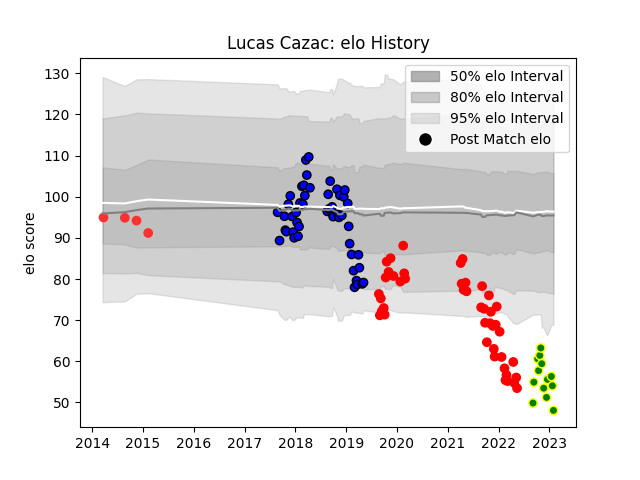 Lucas Cazac: elo History
50% elo Interval
80% elo Interval
95% elo Interval
Post Match elo
elo score
130
120
110
100
90
80
70
60
50
2014 2015 2016 2017 2018 2019 2020 2021 2022 2023